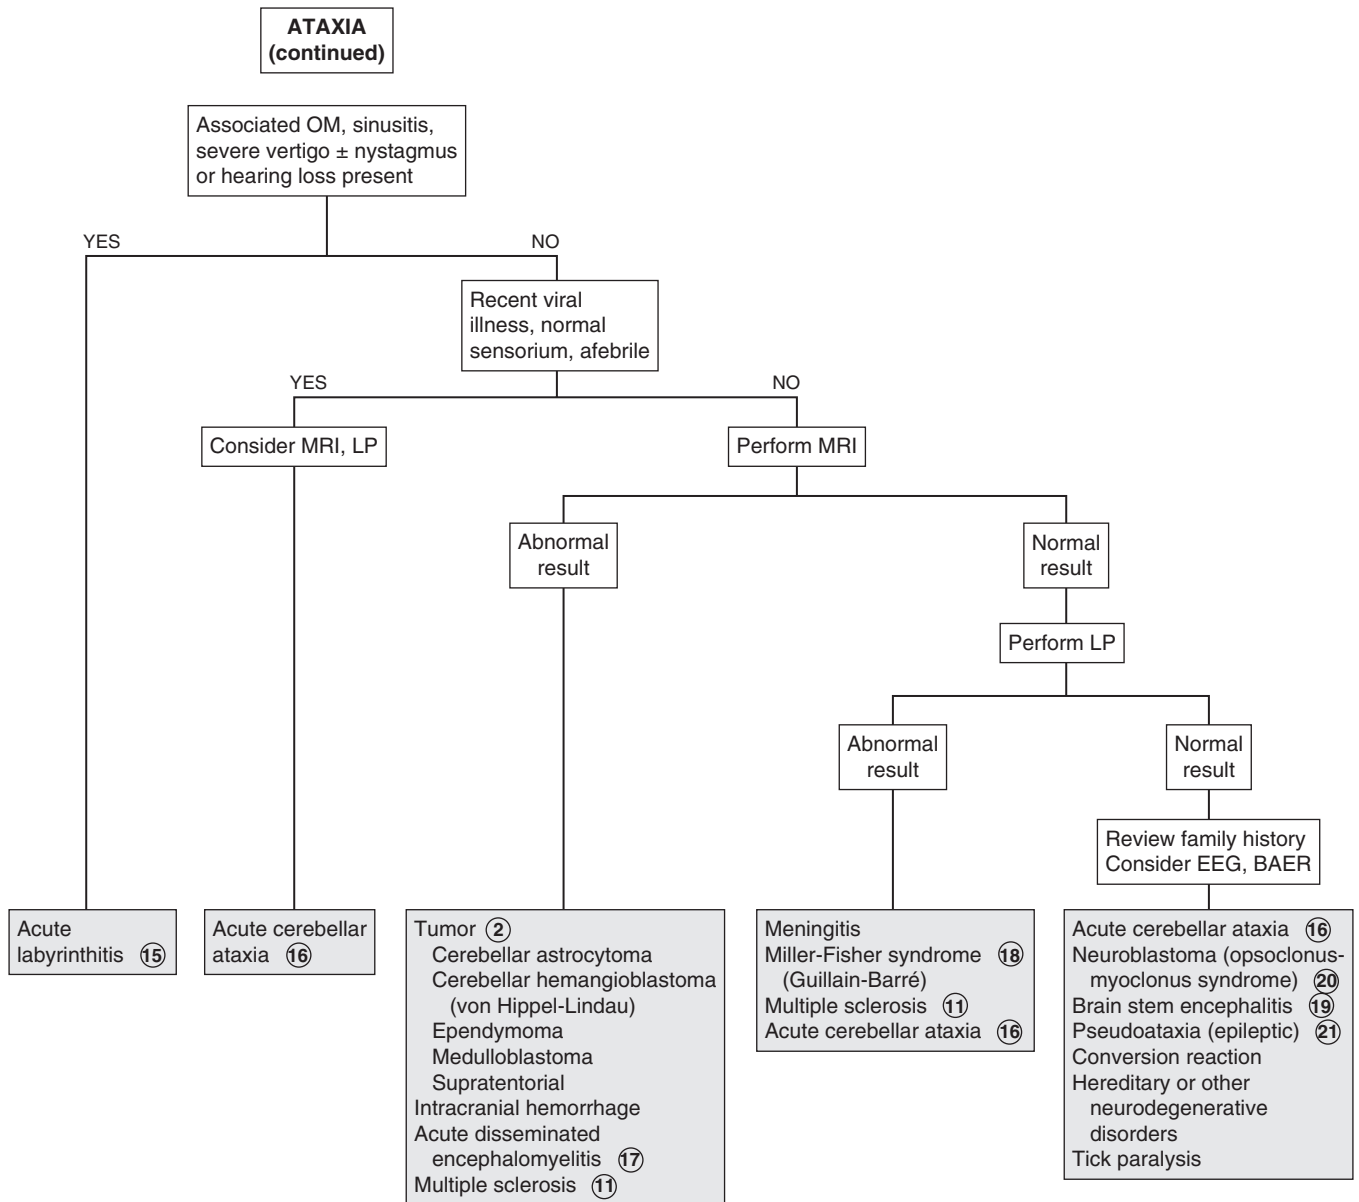 ATAXIA
(continued)
Associated OM, sinusitis,
severe vertigo ± nystagmus
or hearing loss present
YES
NO
Recent viral
illness, normal
sensorium, afebrile
YES
NO
Consider MRI, LP
Perform MRI
Abnormal
result
Normal
result
Perform LP
Abnormal
result
Normal
result
Review family history
Consider EEG, BAER
Acute
labyrinthitis 15
Acute cerebellar
ataxia 16
Tumor 2
Cerebellar astrocytoma
Cerebellar hemangioblastoma
(von Hippel-Lindau)
Ependymoma
Medulloblastoma
Supratentorial
Intracranial hemorrhage
Acute disseminated
encephalomyelitis 17
Multiple sclerosis 11
Meningitis
Miller-Fisher syndrome 18
(Guillain-Barré)
Multiple sclerosis 11
Acute cerebellar ataxia 16
Acute cerebellar ataxia 16
Neuroblastoma (opsoclonus-
myoclonus syndrome) 20
Brain stem encephalitis 19
Pseudoataxia (epileptic) 21
Conversion reaction
Hereditary or other
neurodegenerative
disorders
Tick paralysis